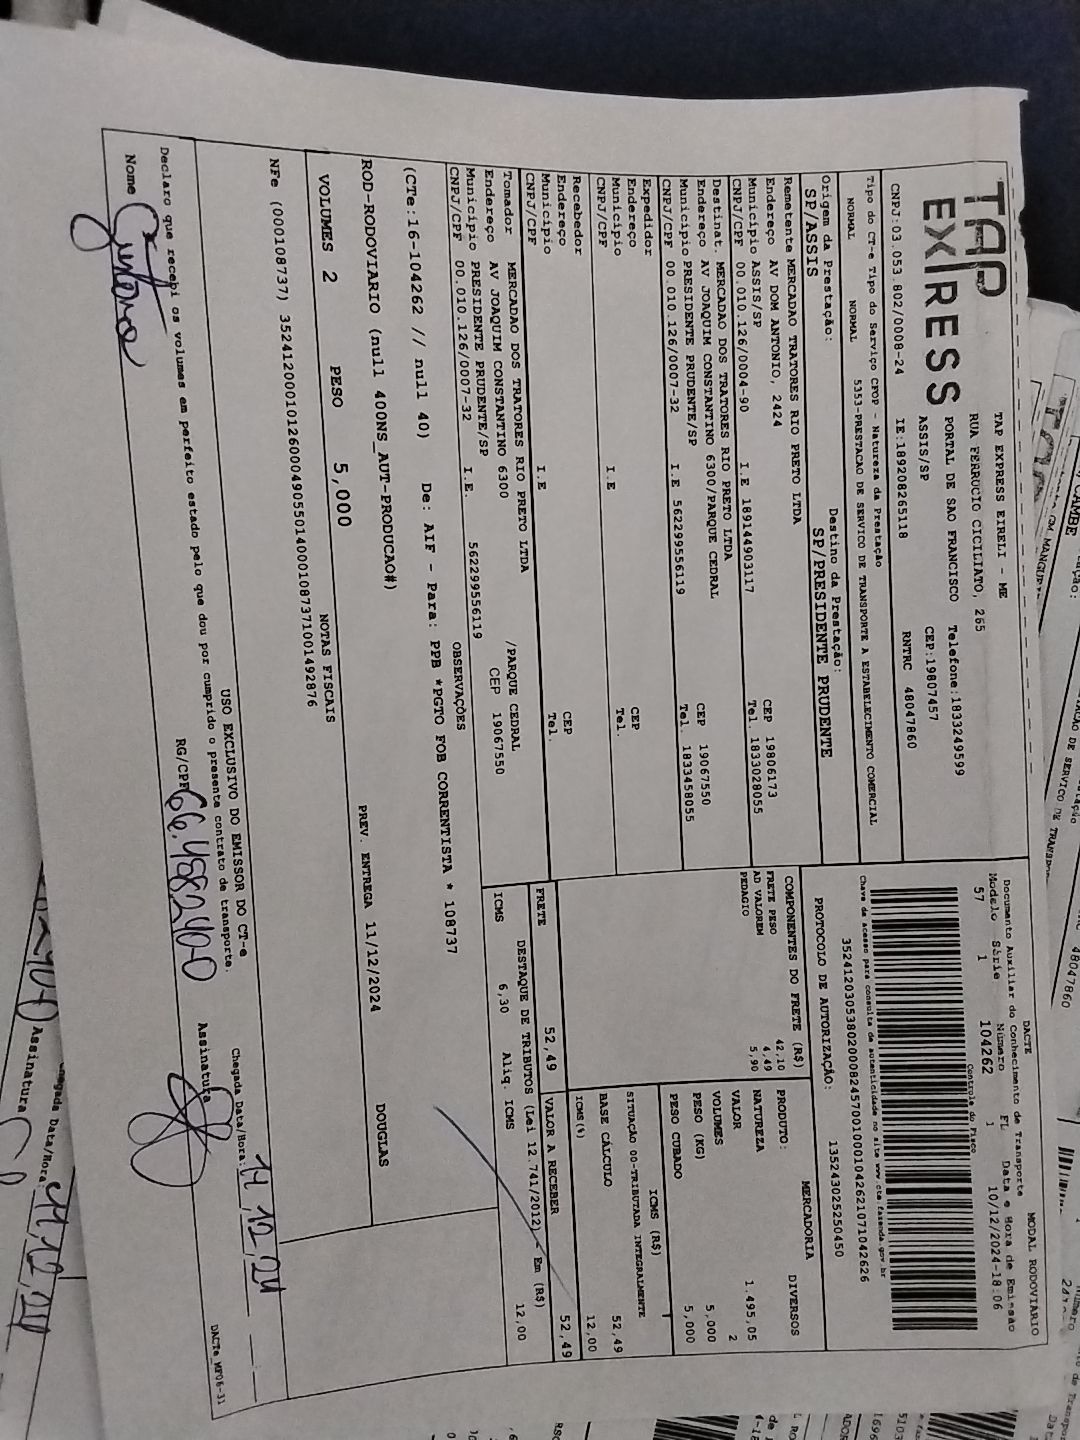 TAP
EXPRESS
TAP EXPRESS EIRELI - ME
RUA FERRUCIO CICILIATO, 265
PORTAL DE SAO FRANCISCO Telefone:1833249599
ASSIS/SP CEP:19807457
CNPJ:03.053.802/0008-24 IE:189208265118 RNTRC 48047860
DACTE MODAL RODOVIÁRIO
Documento Auxiliar do Conhecimento de Transporte
Modelo Série Número FL Data e Hora de Emissão
57 1 104262 1 10/12/2024-18:06
Controle do Fisco
Chave de acesso para consulta de autenticidade no site www.cte.fazenda.gov.br
35241203053802000824570010001042621071042626
PROTOCOLO DE AUTORIZAÇÃO: 135243025250450
Tipo do CT-e Tipo do Serviço CFOP - Natureza da Prestação
NORMAL NORMAL 5353-PRESTACAO DE SERVICO DE TRANSPORTE A ESTABELECIMENTO COMERCIAL
Origem da Prestação: Destino da Prestação:
SP/ASSIS SP/PRESIDENTE PRUDENTE
Remetente MERCADAO TRATORES RIO PRETO LTDA
Endereço AV DOM ANTONIO, 2424 CEP 19806173
Município ASSIS/SP Tel. 1833028055
CNPJ/CPF 00.010.126/0004-90 I.E 189144903117
Destinat. MERCADAO DOS TRATORES RIO PRETO LTDA
Endereço AV JOAQUIM CONSTANTINO 6300/PARQUE CEDRAL CEP 19067550
Município PRESIDENTE PRUDENTE/SP Tel. 1833458055
CNPJ/CPF 00.010.126/0007-32 I.E 562299556119
Expedidor
Endereço CEP
Município Tel.
CNPJ/CPF I.E
Recebedor
Endereço CEP
Município Tel.
CNPJ/CPF I.E
Tomador MERCADAO DOS TRATORES RIO PRETO LTDA
Endereço AV JOAQUIM CONSTANTINO 6300 /PARQUE CEDRAL
Município PRESIDENTE PRUDENTE/SP CEP 19067550
CNPJ/CPF 00.010.126/0007-32 I.E. 562299556119
COMPONENTES DO FRETE (R$)
FRETE PESO 42,10
AD VALOREM 4,49
PEDAGIO 5,90
PRODUTO: MERCADORIA
NATUREZA DIVERSOS
VALOR 1.495,05
VOLUMES 2
PESO (KG) 5,000
PESO CUBADO 5,000
ICMS (R$)
SITUAÇÃO 00-TRIBUTADA INTEGRALMENTE
BASE CÁLCULO 52,49
ICMS(%) 12,00
FRETE 52,49 VALOR A RECEBER 52,49
DESTAQUE DE TRIBUTOS (Lei 12.741/2012) - Em (R$)
ICMS 6,30 Aliq. ICMS 12,00
OBSERVAÇÕES
(CTe:16-104262 // null 40) De: AIF - Para: PPB *PGTO FOB CORRENTISTA * 108737
ROD-RODOVIARIO (null 400NS_AUT-PRODUCAO#)
PREV. ENTREGA 11/12/2024 DOUGLAS
VOLUMES 2 PESO 5,000
NOTAS FISCAIS
NFe (000108737) 35241200010126000490550140001087371001492876
USO EXCLUSIVO DO EMISSOR DO CT-e
Declaro que recebi os volumes em perfeito estado pelo que dou por cumprido o presente contrato de transporte.
Chegada Data/Hora: 11.12.24
Nome RG/CPF 66.458.240-0 Assinatura
DACTe_MF06-31
48047860
Assinatura
Chegada Data/Hora: 11.12.24